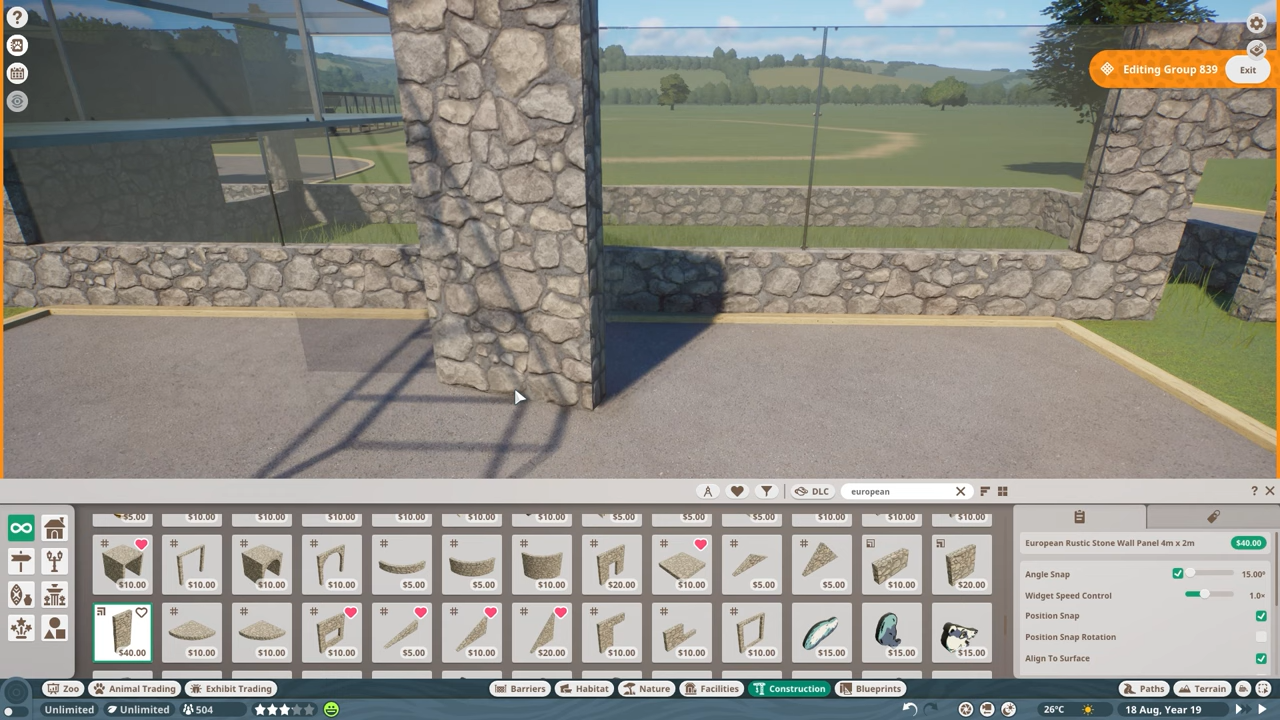 ?
Editing Group 839 Exit
DLC european ? ×
$5.00 $10.00 $10.00 $10.00 $10.00 $5.00 $10.00 $5.00 $5.00 $10.00 $10.00 $5.00 $5.00
European Rustic Stone Wall Panel 4m x 2m $40.00
$10.00 $10.00 $10.00 $10.00 $5.00 $5.00 $10.00 $20.00 $10.00 $5.00 $5.00 $10.00 $20.00
Angle Snap 15.00°
Widget Speed Control 1.0×
Position Snap
Position Snap Rotation
$40.00 $10.00 $10.00 $10.00 $5.00 $10.00 $20.00 $10.00 $10.00 $10.00 $15.00 $15.00 $15.00
Align To Surface
Zoo Animal Trading Exhibit Trading Barriers Habitat Nature Facilities Construction Blueprints Paths Terrain
Unlimited Unlimited 504 26°C 18 Aug, Year 19